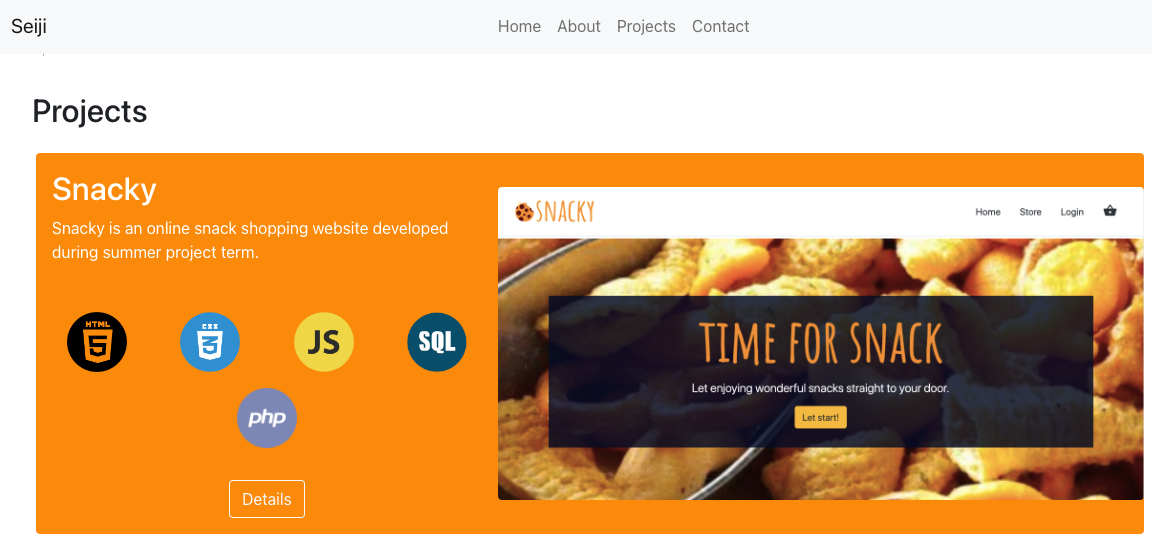 Seiji
Home About Projects Contact
Projects
Snacky
Snacky is an online snack shopping website developed
during summer project term.
HTML 5
CSS 3
JS
SQL
php
Details
SNACKY
Home Store Login
TIME FOR SNACK
Let enjoying wonderful snacks straight to your door.
Let start!